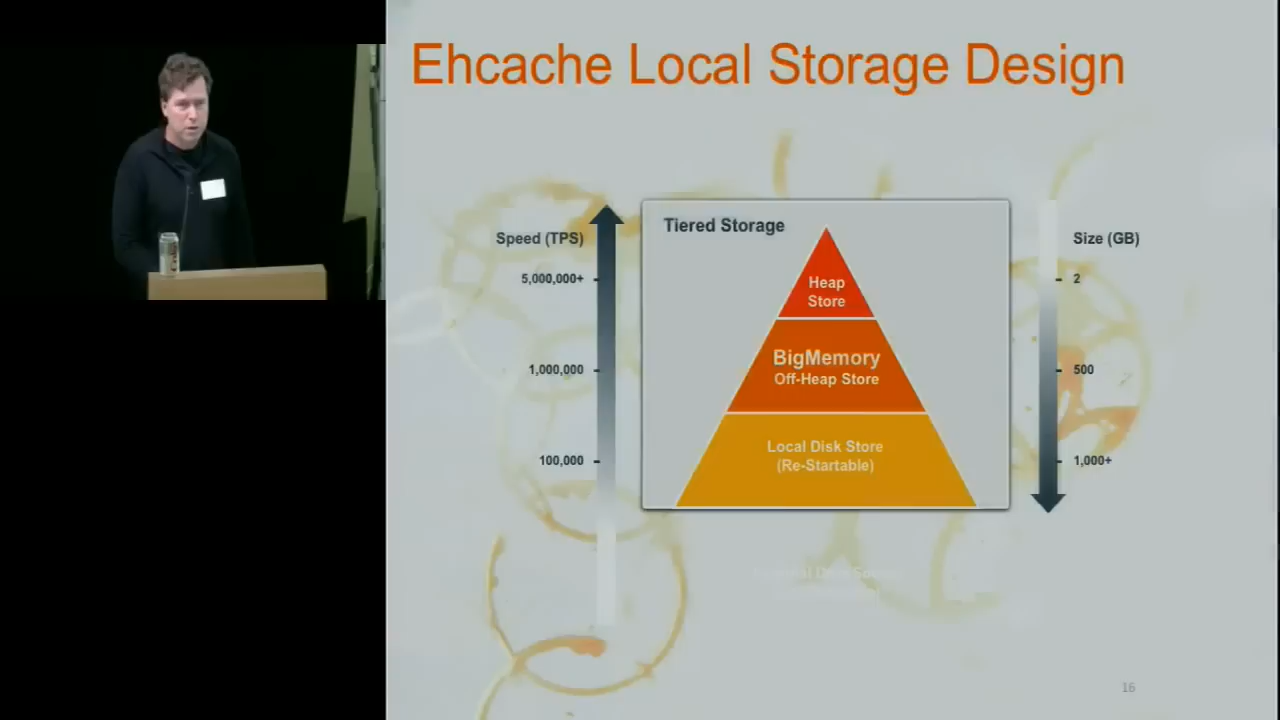 Ehcache Local Storage Design
Tiered Storage
Speed (TPS)
5,000,000+
1,000,000
100,000
Heap
Store
BigMemory
Off-Heap Store
Local Disk Store
(Re-Startable)
Size (GB)
2
500
1,000+
16